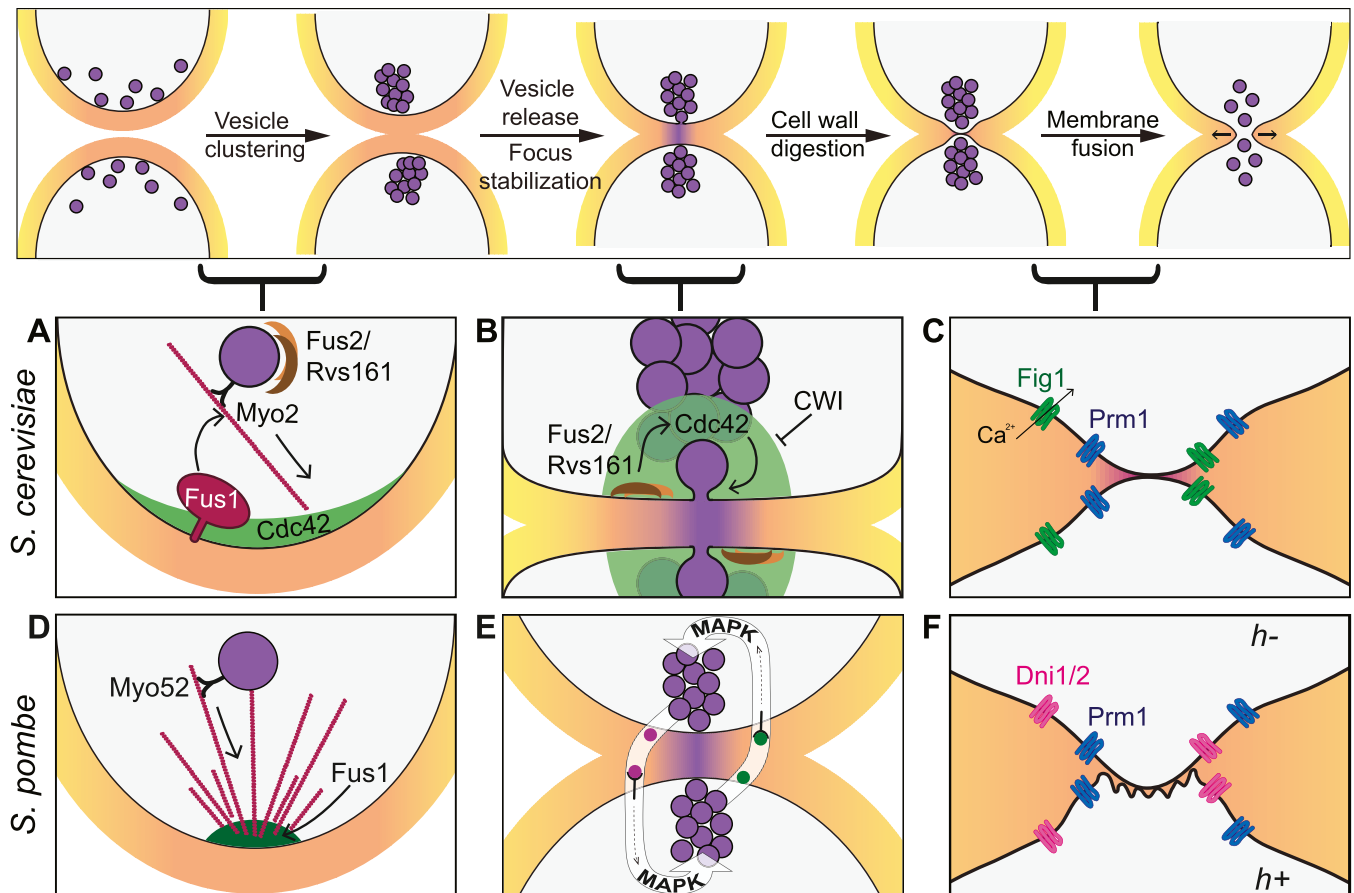 Vesicle
clustering
Vesicle
release
Focus
stabilization
Cell wall
digestion
Membrane
fusion
S. cerevisiae
A
Fus2/
Rvs161
Myo2
Fus1
Cdc42
B
Cdc42
CWI
Fus2/
Rvs161
C
Fig1
Ca²⁺
Prm1
S. pombe
D
Myo52
Fus1
E
MAPK
MAPK
F
h-
Dni1/2
Prm1
h+